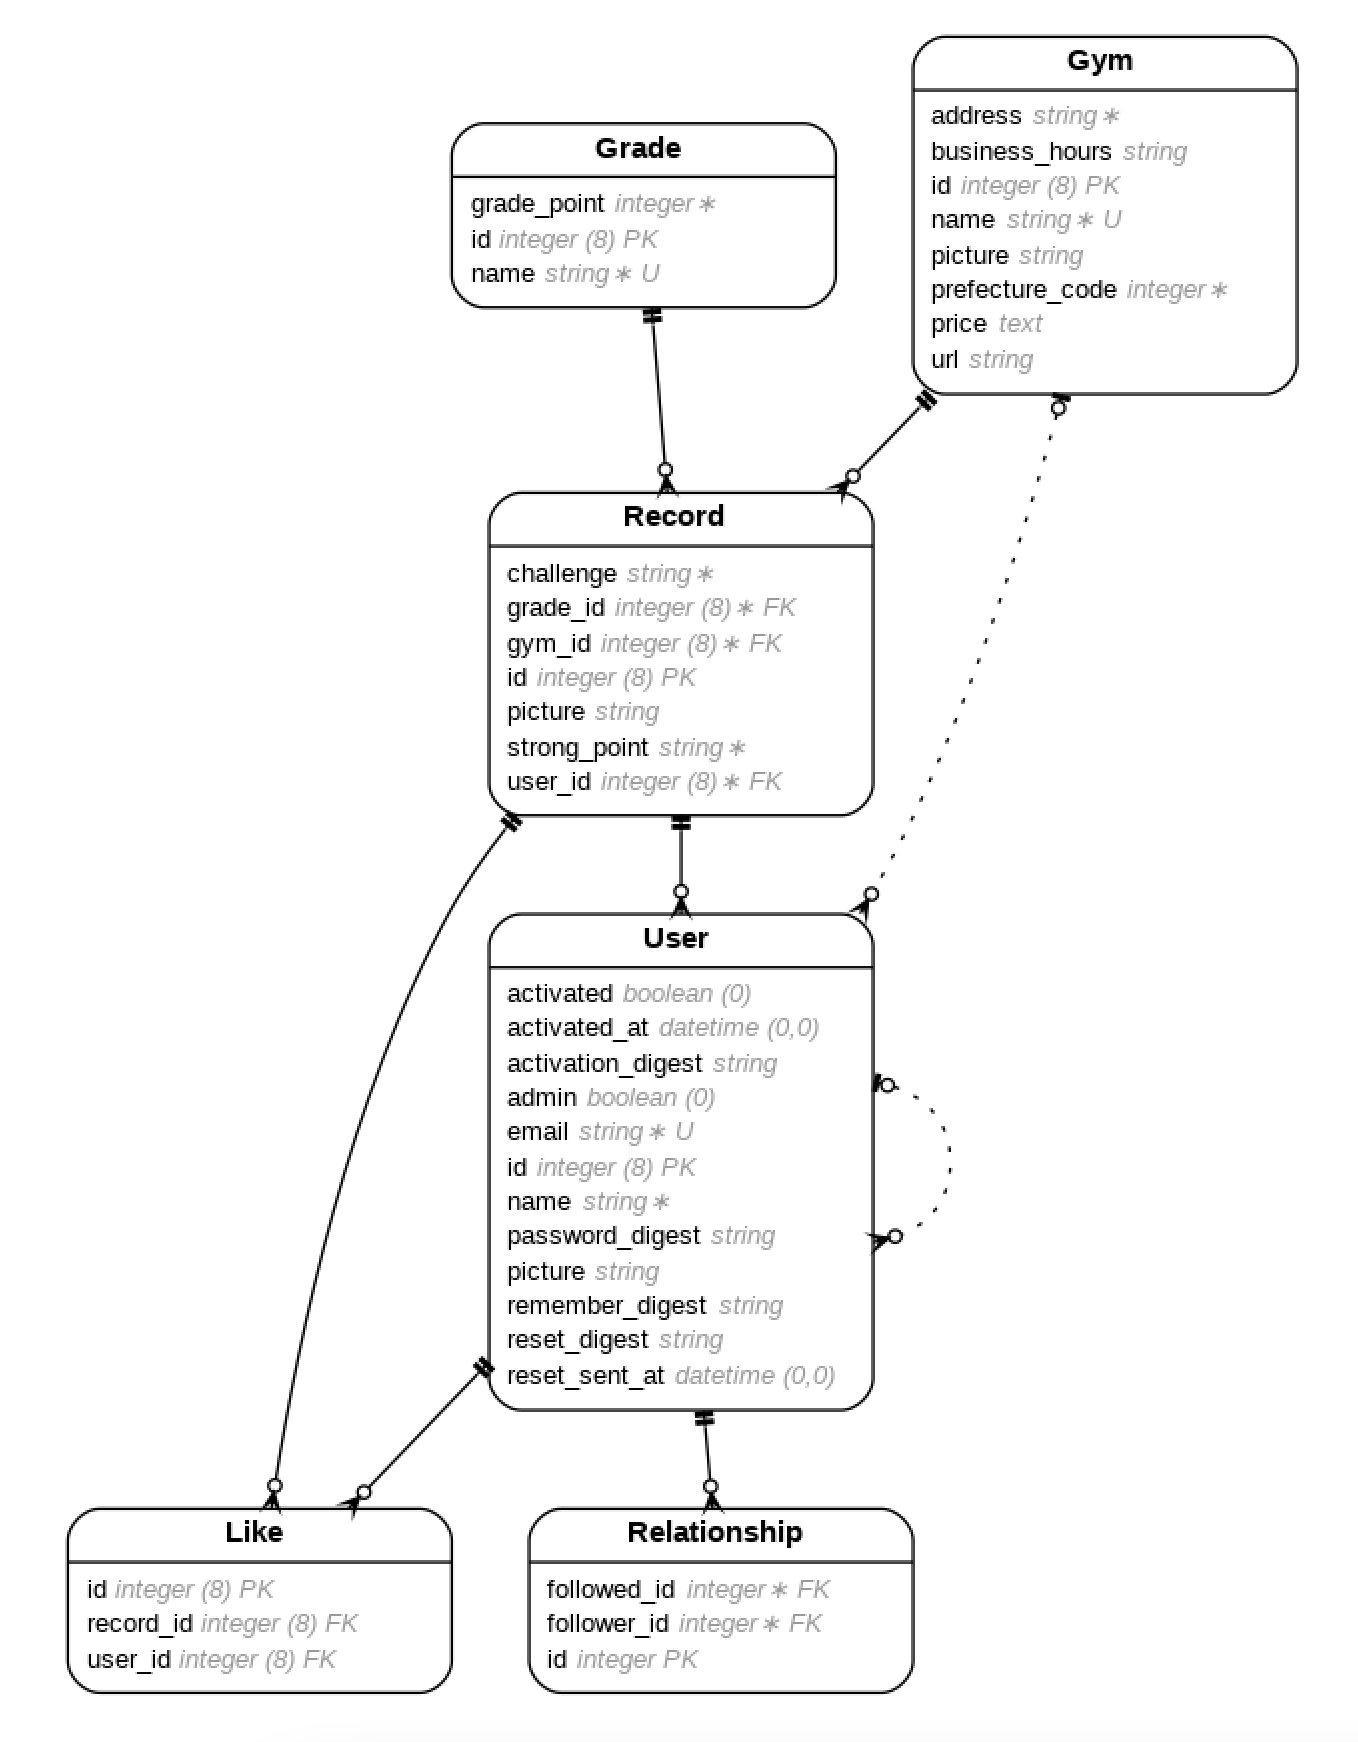 Gym
address string∗
business_hours string
id integer (8) PK
name string∗ U
picture string
prefecture_code integer∗
price text
url string
Grade
grade_point integer∗
id integer (8) PK
name string∗ U
Record
challenge string∗
grade_id integer (8)∗ FK
gym_id integer (8)∗ FK
id integer (8) PK
picture string
strong_point string∗
user_id integer (8)∗ FK
User
activated boolean (0)
activated_at datetime (0,0)
activation_digest string
admin boolean (0)
email string∗ U
id integer (8) PK
name string∗
password_digest string
picture string
remember_digest string
reset_digest string
reset_sent_at datetime (0,0)
Like
id integer (8) PK
record_id integer (8) FK
user_id integer (8) FK
Relationship
followed_id integer∗ FK
follower_id integer∗ FK
id integer PK